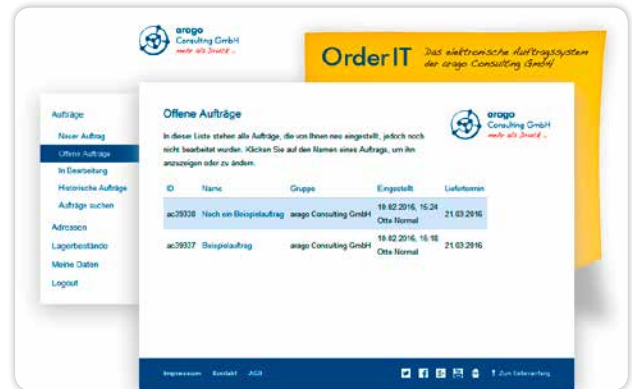 arago
Consulting GmbH
mehr als Druck ...
OrderIT
Das elektronische Auftragssystem
der arago Consulting GmbH
Aufträge
Neuer Auftrag
Offene Aufträge
In Bearbeitung
Historische Aufträge
Aufträge suchen
Adressen
Lagerbestände
Meine Daten
Logout
Offene Aufträge
arago
Consulting GmbH
mehr als Druck ...
In dieser Liste stehen alle Aufträge, die von Ihnen neu eingestellt, jedoch noch
nicht bearbeitet wurden. Klicken Sie auf den Namen eines Auftrags, um ihn
anzuzeigen oder zu ändern.
ID Name Gruppe Eingestellt Liefertermin
ac39938 Noch ein Beispielauftrag arago Consulting GmbH 19.02.2016, 16:24 Otto Normal 21.03.2016
ac39937 Beispielauftrag arago Consulting GmbH 19.02.2016, 16:18 Otto Normal 21.03.2016
Impressum Kontakt AGB
Zum Seitenanfang